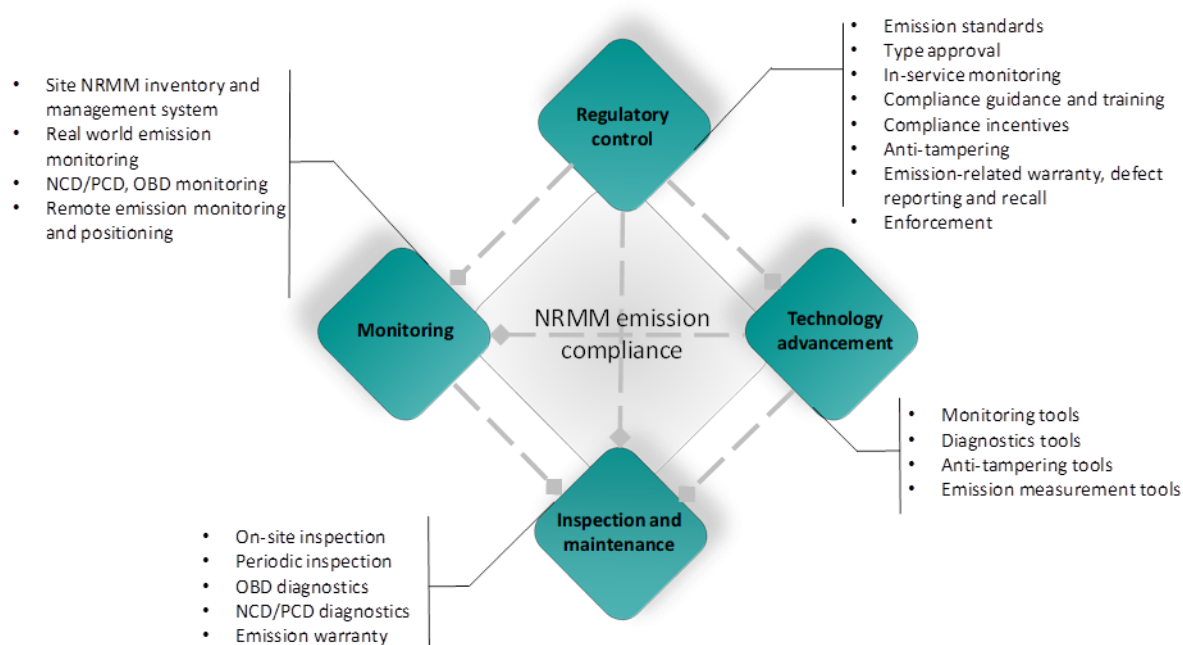 Regulatory
control
• Emission standards
• Type approval
• In-service monitoring
• Compliance guidance and training
• Compliance incentives
• Anti-tampering
• Emission-related warranty, defect
reporting and recall
• Enforcement
• Site NRMM inventory and
management system
• Real world emission
monitoring
• NCD/PCD, OBD monitoring
• Remote emission monitoring
and positioning
Monitoring
NRMM emission
compliance
Technology
advancement
• Monitoring tools
• Diagnostics tools
• Anti-tampering tools
• Emission measurement tools
Inspection and
maintenance
• On-site inspection
• Periodic inspection
• OBD diagnostics
• NCD/PCD diagnostics
• Emission warranty